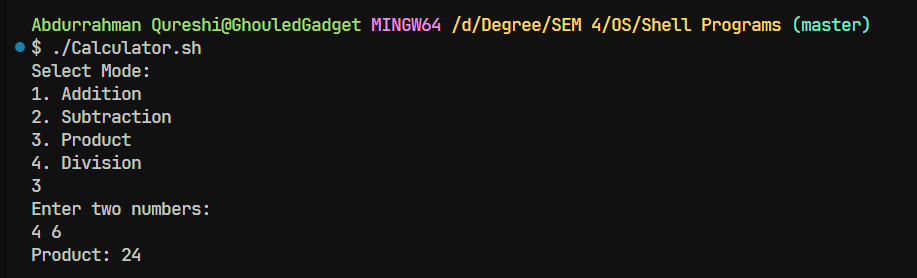 Abdurrahman Qureshi@GhouledGadget MINGW64 /d/Degree/SEM 4/OS/Shell Programs (master)
$ ./Calculator.sh
Select Mode:
1. Addition
2. Subtraction
3. Product
4. Division
3
Enter two numbers:
4 6
Product: 24